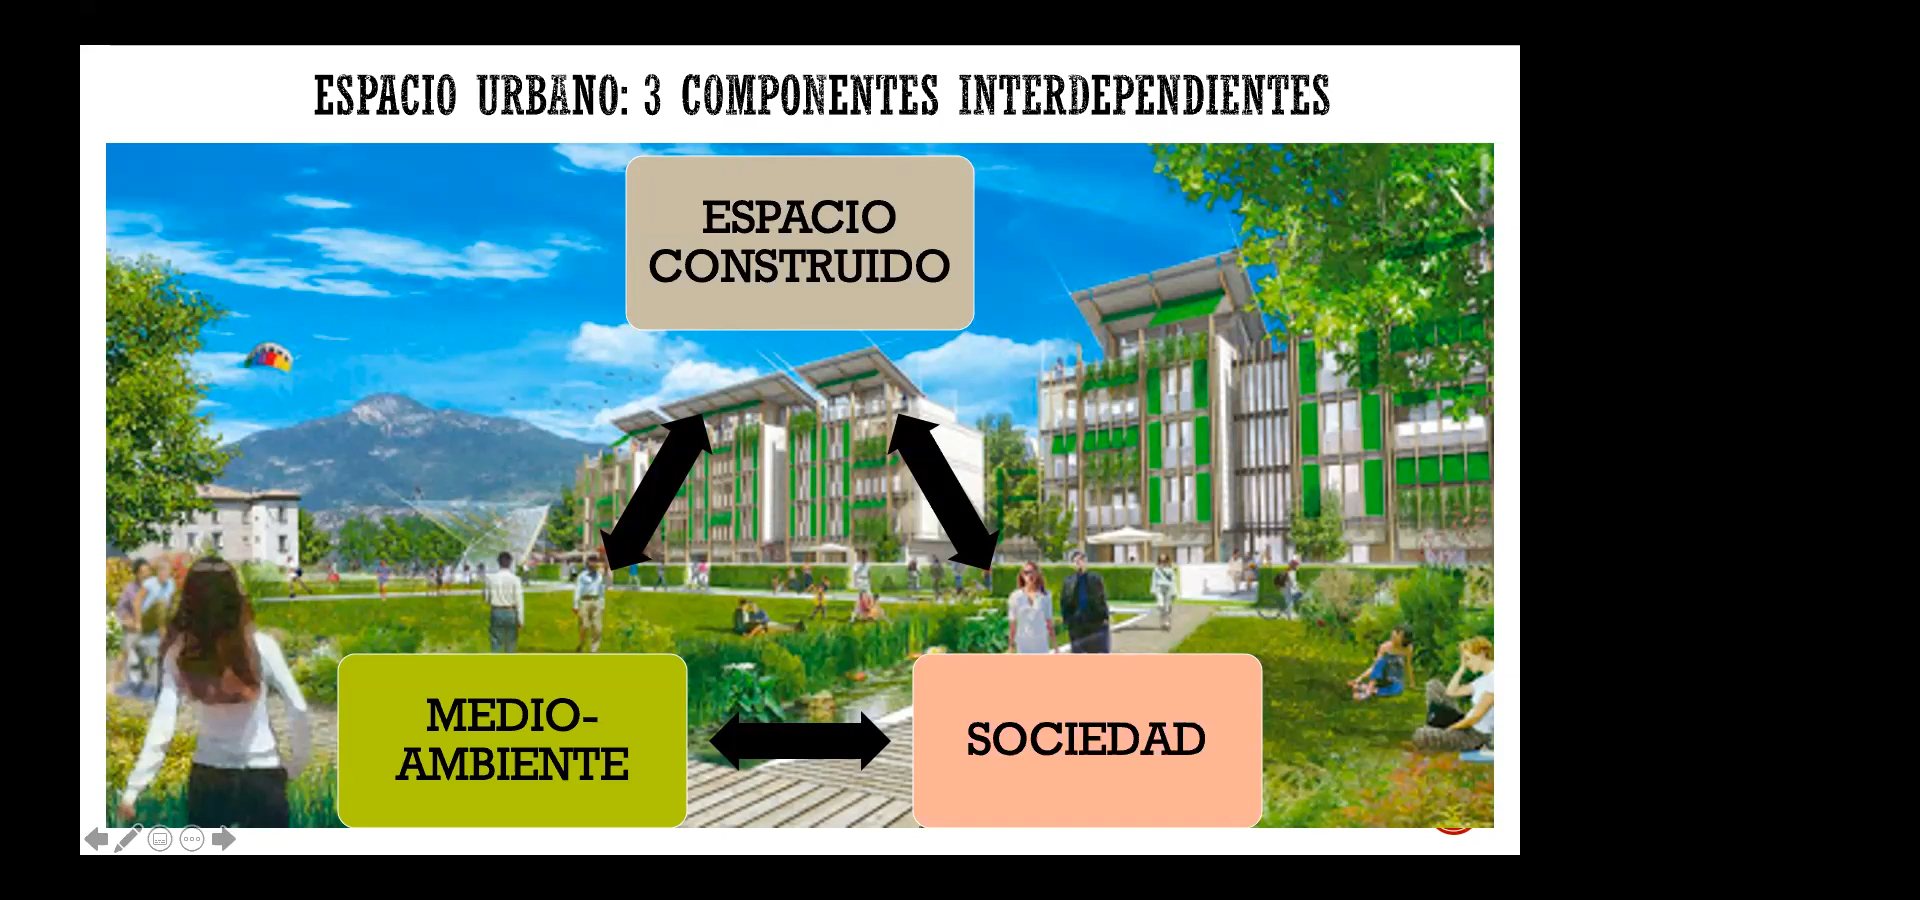 ESPACIO URBANO: 3 COMPONENTES INTERDEPENDIENTES
ESPACIO
CONSTRUIDO
MEDIO-
AMBIENTE
SOCIEDAD